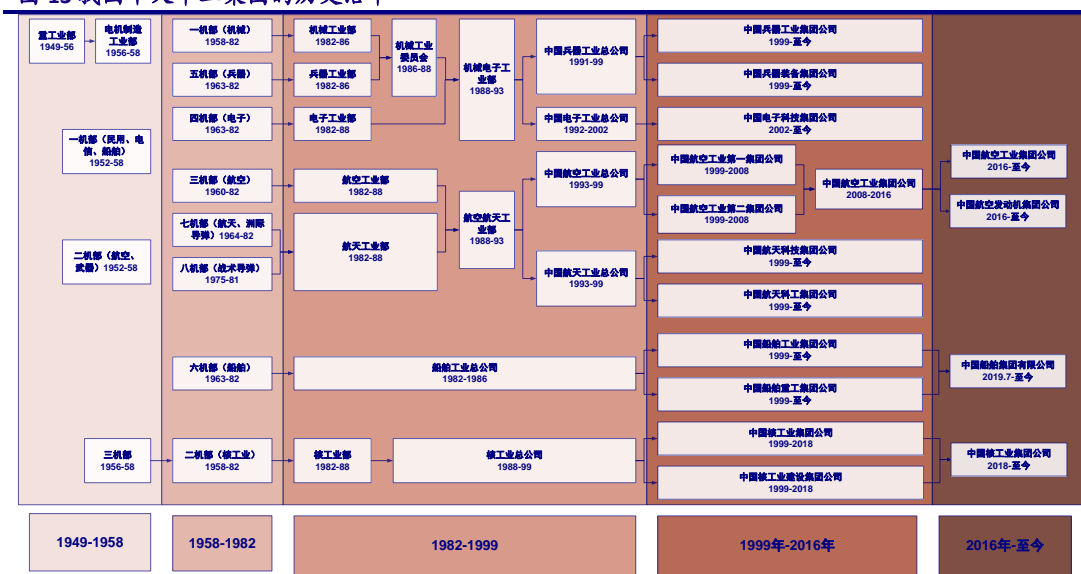 重工业部
1949-56
电机制造
工业部
1956-58
一机部（民用、电
信、船舶）
1952-58
二机部（航空、
武器）1952-58
三机部
1956-58
一机部（机械）
1958-82
五机部（兵器）
1963-82
四机部（电子）
1963-82
三机部（航空）
1960-82
七机部（航天、洲际
导弹）1964-82
八机部（战术导弹）
1975-81
六机部（船舶）
1963-82
二机部（核工业）
1958-82
机械工业部
1982-86
兵器工业部
1982-86
电子工业部
1982-88
机械工业
委员会
1986-88
机械电子工
业部
1988-93
航空工业部
1982-88
航天工业部
1982-88
航空航天工
业部
1988-93
中国兵器工业总公司
1991-99
中国电子工业总公司
1992-2002
中国航空工业总公司
1993-99
中国航天工业总公司
1993-99
船舶工业总公司
1982-1986
核工业部
1982-88
核工业总公司
1988-99
中国兵器工业集团公司
1999-至今
中国兵器装备集团公司
1999-至今
中国电子科技集团公司
2002-至今
中国航空工业第一集团公司
1999-2008
中国航空工业第二集团公司
1999-2008
中国航空工业集团公司
2008-2016
中国航天科技集团公司
1999-至今
中国航天科工集团公司
1999-至今
中国船舶工业集团公司
1999-至今
中国船舶重工集团公司
1999-至今
中国核工业集团公司
1999-2018
中国核工业建设集团公司
1999-2018
中国航空工业集团公司
2016-至今
中国航空发动机集团公司
2016-至今
中国船舶集团有限公司
2019.7-至今
中国核工业集团公司
2018-至今
1949-1958
1958-1982
1982-1999
1999年-2016年
2016年-至今